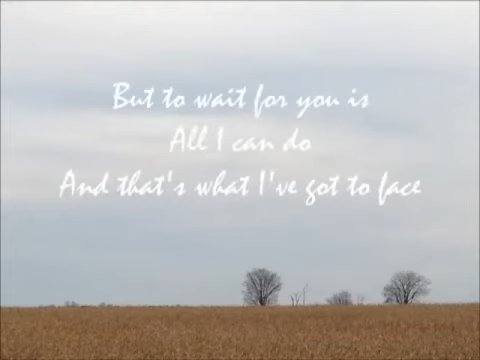 But to wait for you is
All I can do
And that's what I've got to face